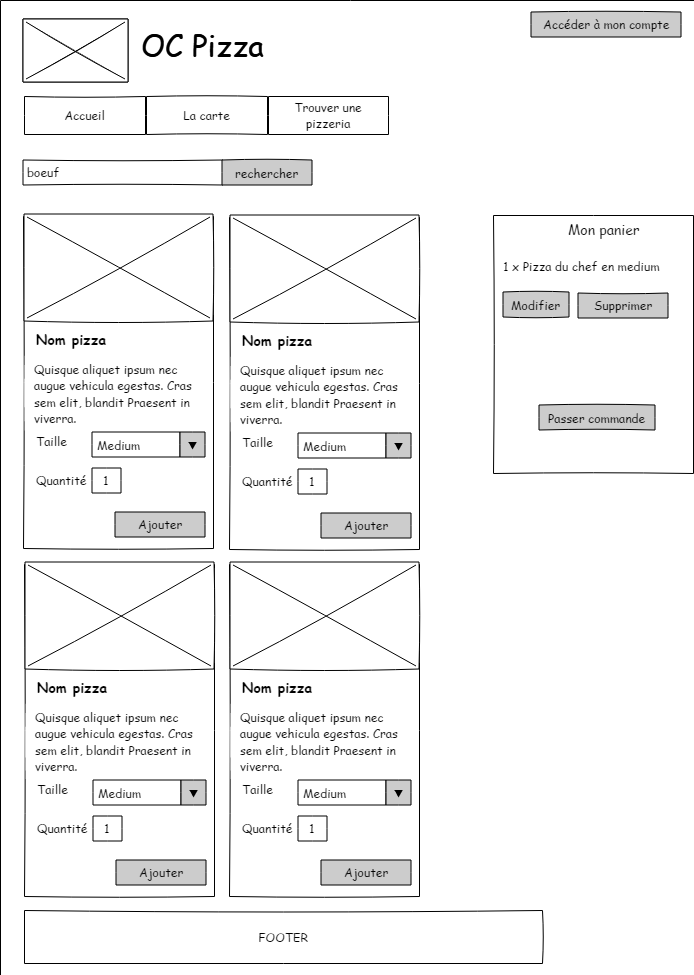 Accéder à mon compte
OC Pizza
Accueil
La carte
Trouver une
pizzeria
boeuf
rechercher
Nom pizza
Quisque aliquet ipsum nec
augue vehicula egestas. Cras
sem elit, blandit Praesent in
viverra.
Taille
Medium
Quantité
1
Ajouter
Nom pizza
Quisque aliquet ipsum nec
augue vehicula egestas. Cras
sem elit, blandit Praesent in
viverra.
Taille
Medium
Quantité
1
Ajouter
Mon panier
1 x Pizza du chef en medium
Modifier
Supprimer
Passer commande
Nom pizza
Quisque aliquet ipsum nec
augue vehicula egestas. Cras
sem elit, blandit Praesent in
viverra.
Taille
Medium
Quantité
1
Ajouter
Nom pizza
Quisque aliquet ipsum nec
augue vehicula egestas. Cras
sem elit, blandit Praesent in
viverra.
Taille
Medium
Quantité
1
Ajouter
FOOTER